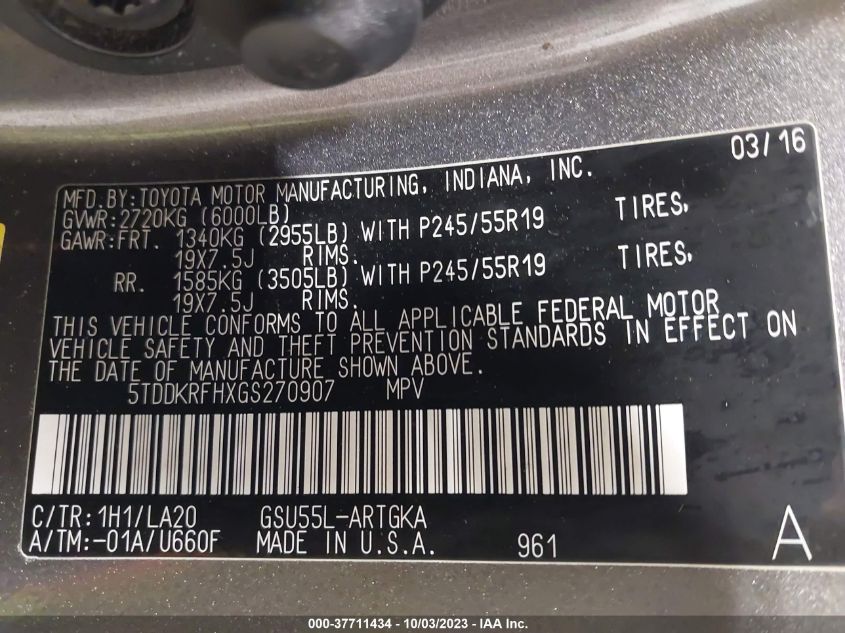 03/16
MFD.BY:TOYOTA MOTOR MANUFACTURING, INDIANA, INC.
GVWR:2720KG (6000LB)
GAWR:FRT. 1340KG (2955LB) WITH P245/55R19 TIRES,
19X7.5J RIMS.
RR. 1585KG (3505LB) WITH P245/55R19 TIRES,
19X7.5J RIMS.
THIS VEHICLE CONFORMS TO ALL APPLICABLE FEDERAL MOTOR
VEHICLE SAFETY AND THEFT PREVENTION STANDARDS IN EFFECT ON
THE DATE OF MANUFACTURE SHOWN ABOVE.
5TDDKRFHXGS270907 MPV
C/TR:1H1/LA20 GSU55L-ARTGKA
A/TM:-01A/U660F MADE IN U.S.A. 961 A
000-37711434 - 10/03/2023 - IAA Inc.